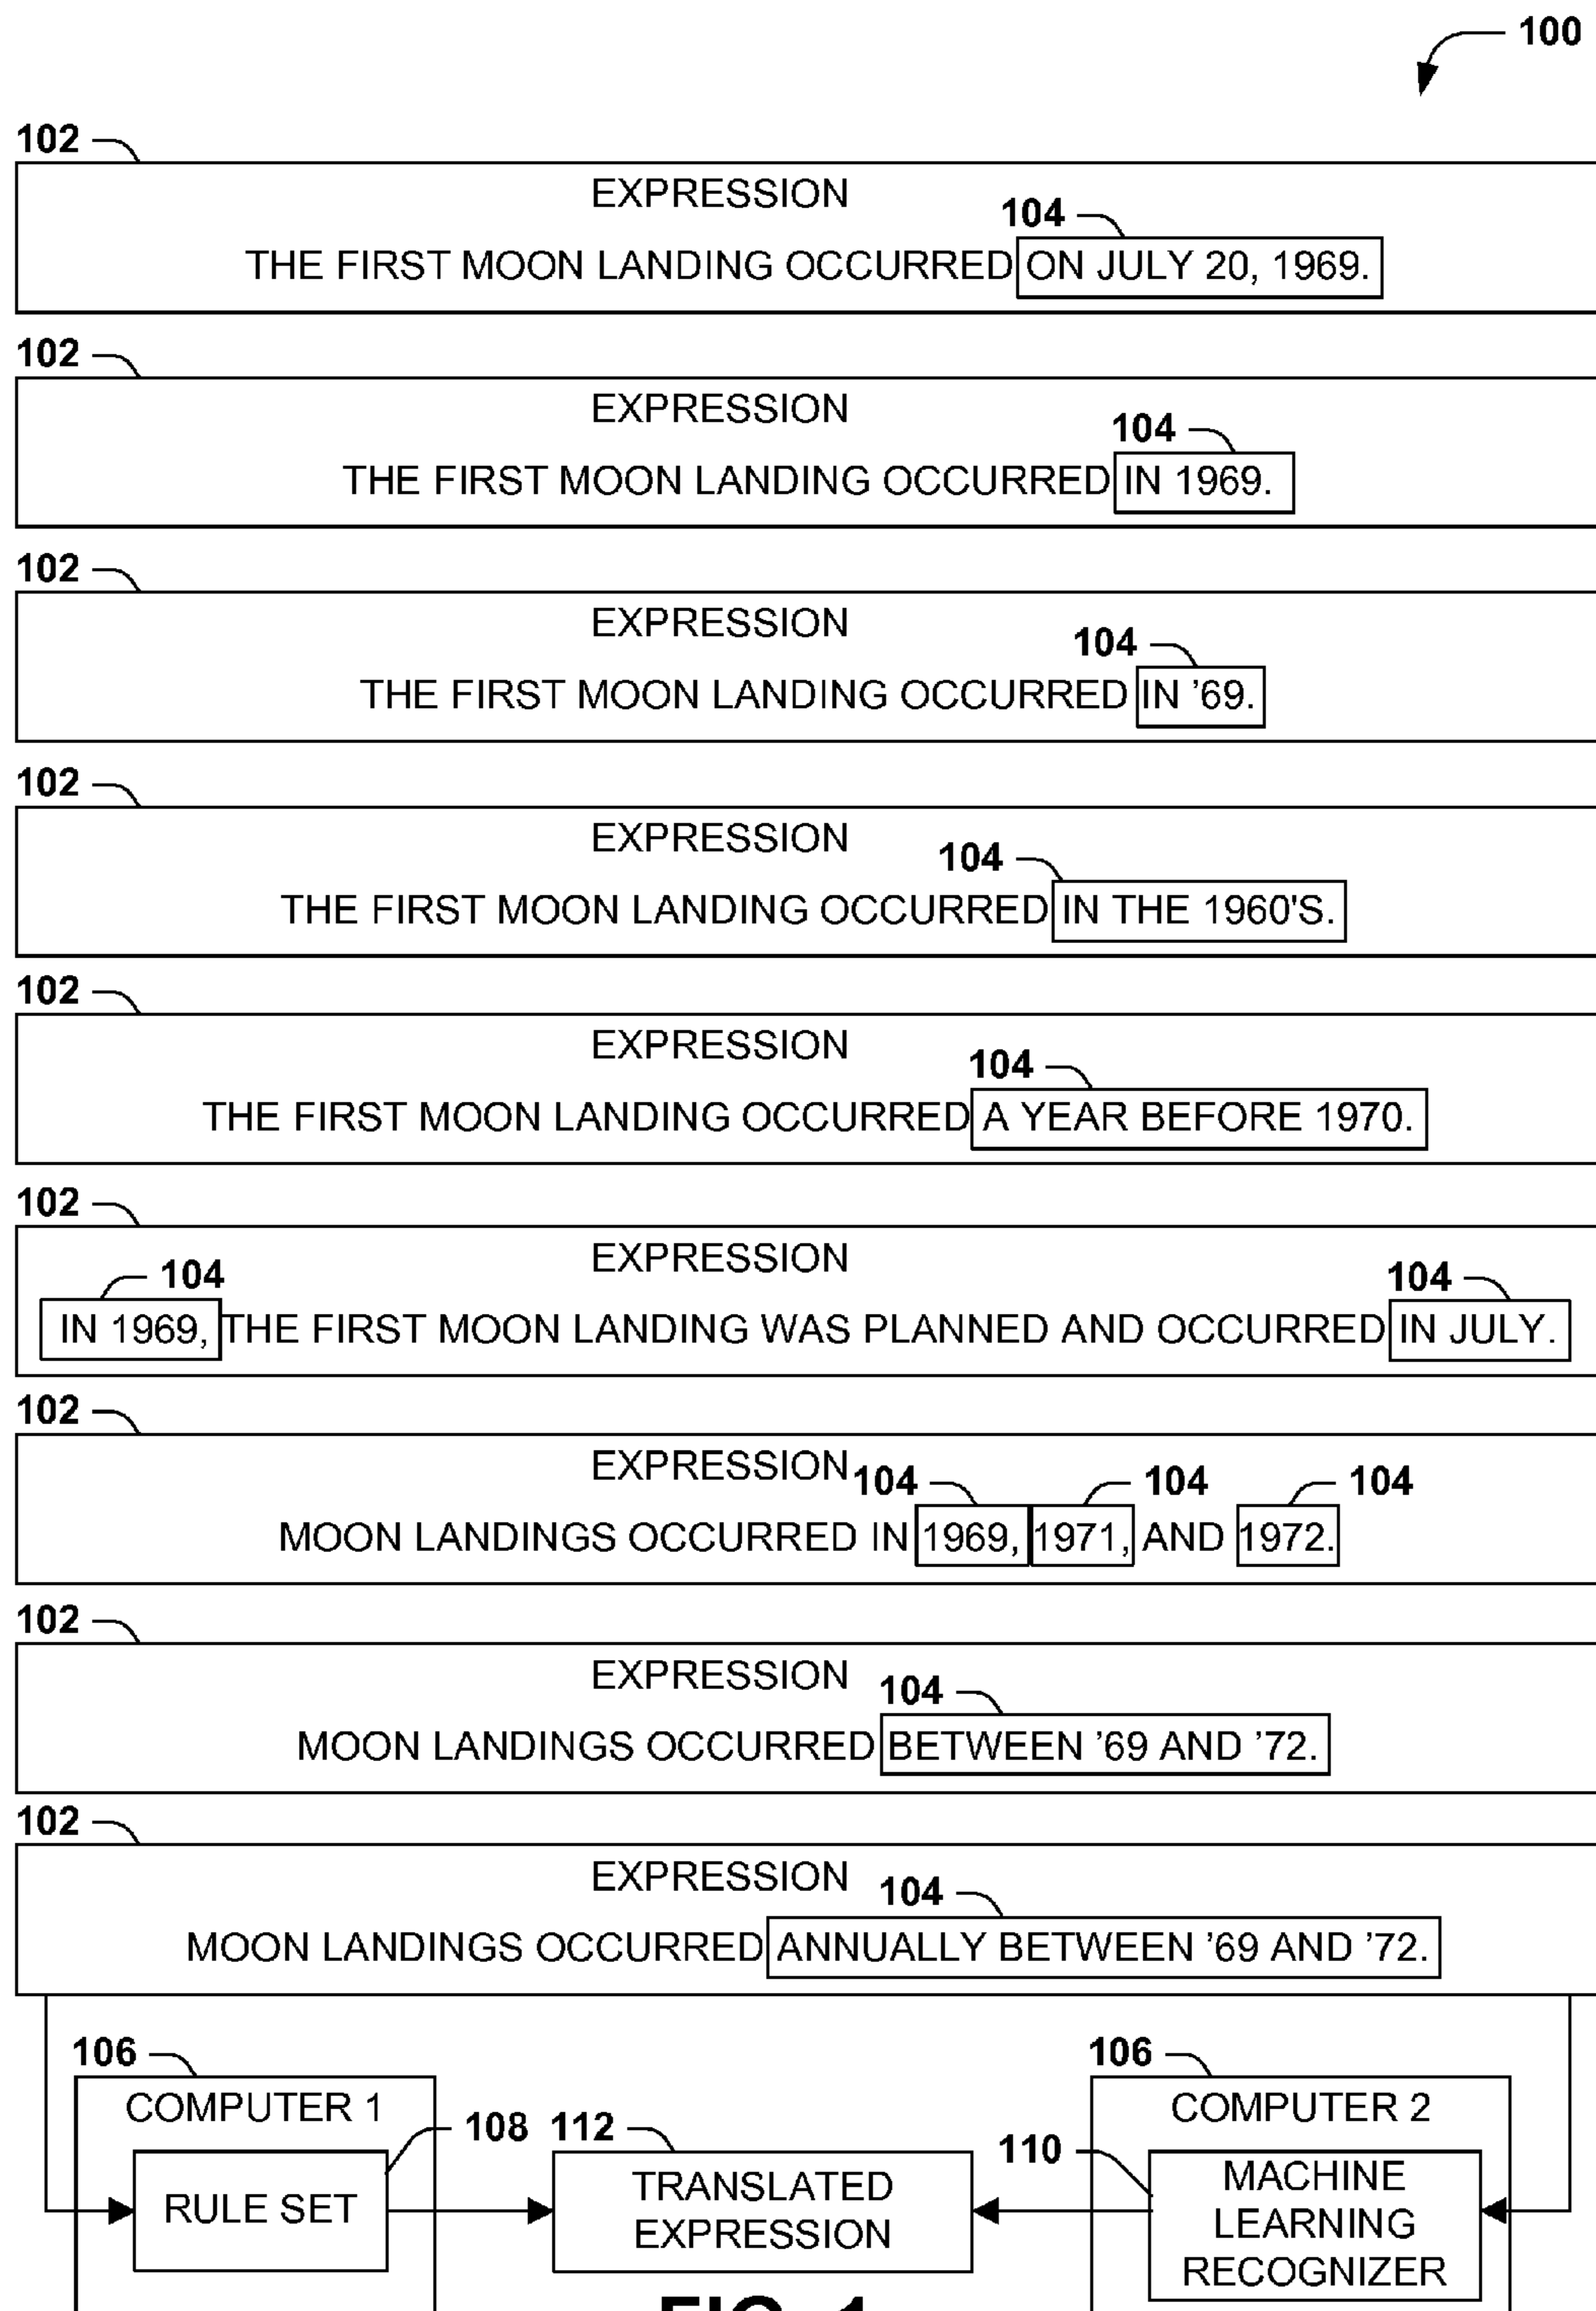 100
102
EXPRESSION
104
THE FIRST MOON LANDING OCCURRED ON JULY 20, 1969.
102
EXPRESSION
104
THE FIRST MOON LANDING OCCURRED IN 1969.
102
EXPRESSION
104
THE FIRST MOON LANDING OCCURRED IN ’69.
102
EXPRESSION
104
THE FIRST MOON LANDING OCCURRED IN THE 1960'S.
102
EXPRESSION
104
THE FIRST MOON LANDING OCCURRED A YEAR BEFORE 1970.
102
EXPRESSION
104 104
IN 1969, THE FIRST MOON LANDING WAS PLANNED AND OCCURRED IN JULY.
102
EXPRESSION
104 104 104
MOON LANDINGS OCCURRED IN 1969, 1971, AND 1972.
102
EXPRESSION
104
MOON LANDINGS OCCURRED BETWEEN ’69 AND ’72.
102
EXPRESSION
104
MOON LANDINGS OCCURRED ANNUALLY BETWEEN ’69 AND ’72.
106
COMPUTER 1
108
RULE SET
112
TRANSLATED
EXPRESSION
106
COMPUTER 2
110
MACHINE
LEARNING
RECOGNIZER
FIG. 1